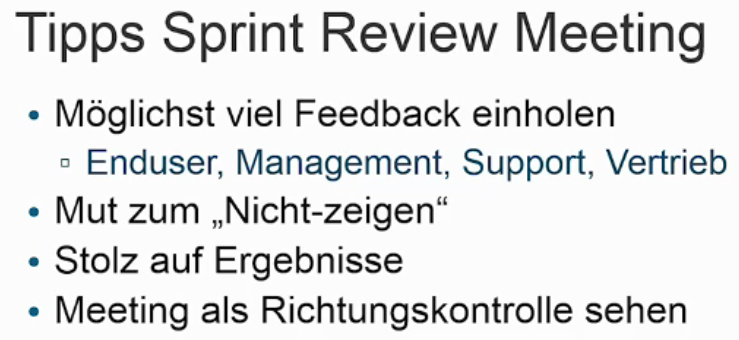 Tipps Sprint Review Meeting
• Möglichst viel Feedback einholen
▫ Enduser, Management, Support, Vertrieb
• Mut zum „Nicht-zeigen“
• Stolz auf Ergebnisse
• Meeting als Richtungskontrolle sehen